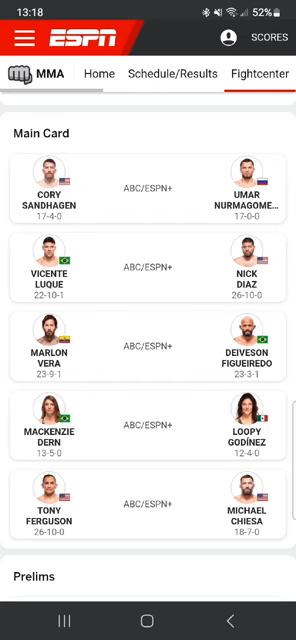 13:18
52%
ESPN
SCORES
MMA Home Schedule/Results Fightcenter
Main Card
CORY
SANDHAGEN
17-4-0
ABC/ESPN+
UMAR
NURMAGOME...
17-0-0
VICENTE
LUQUE
22-10-1
ABC/ESPN+
NICK
DIAZ
26-10-0
MARLON
VERA
23-9-1
ABC/ESPN+
DEIVESON
FIGUEIREDO
23-3-1
MACKENZIE
DERN
13-5-0
ABC/ESPN+
LOOPY
GODÍNEZ
12-4-0
TONY
FERGUSON
26-10-0
ABC/ESPN+
MICHAEL
CHIESA
18-7-0
Prelims